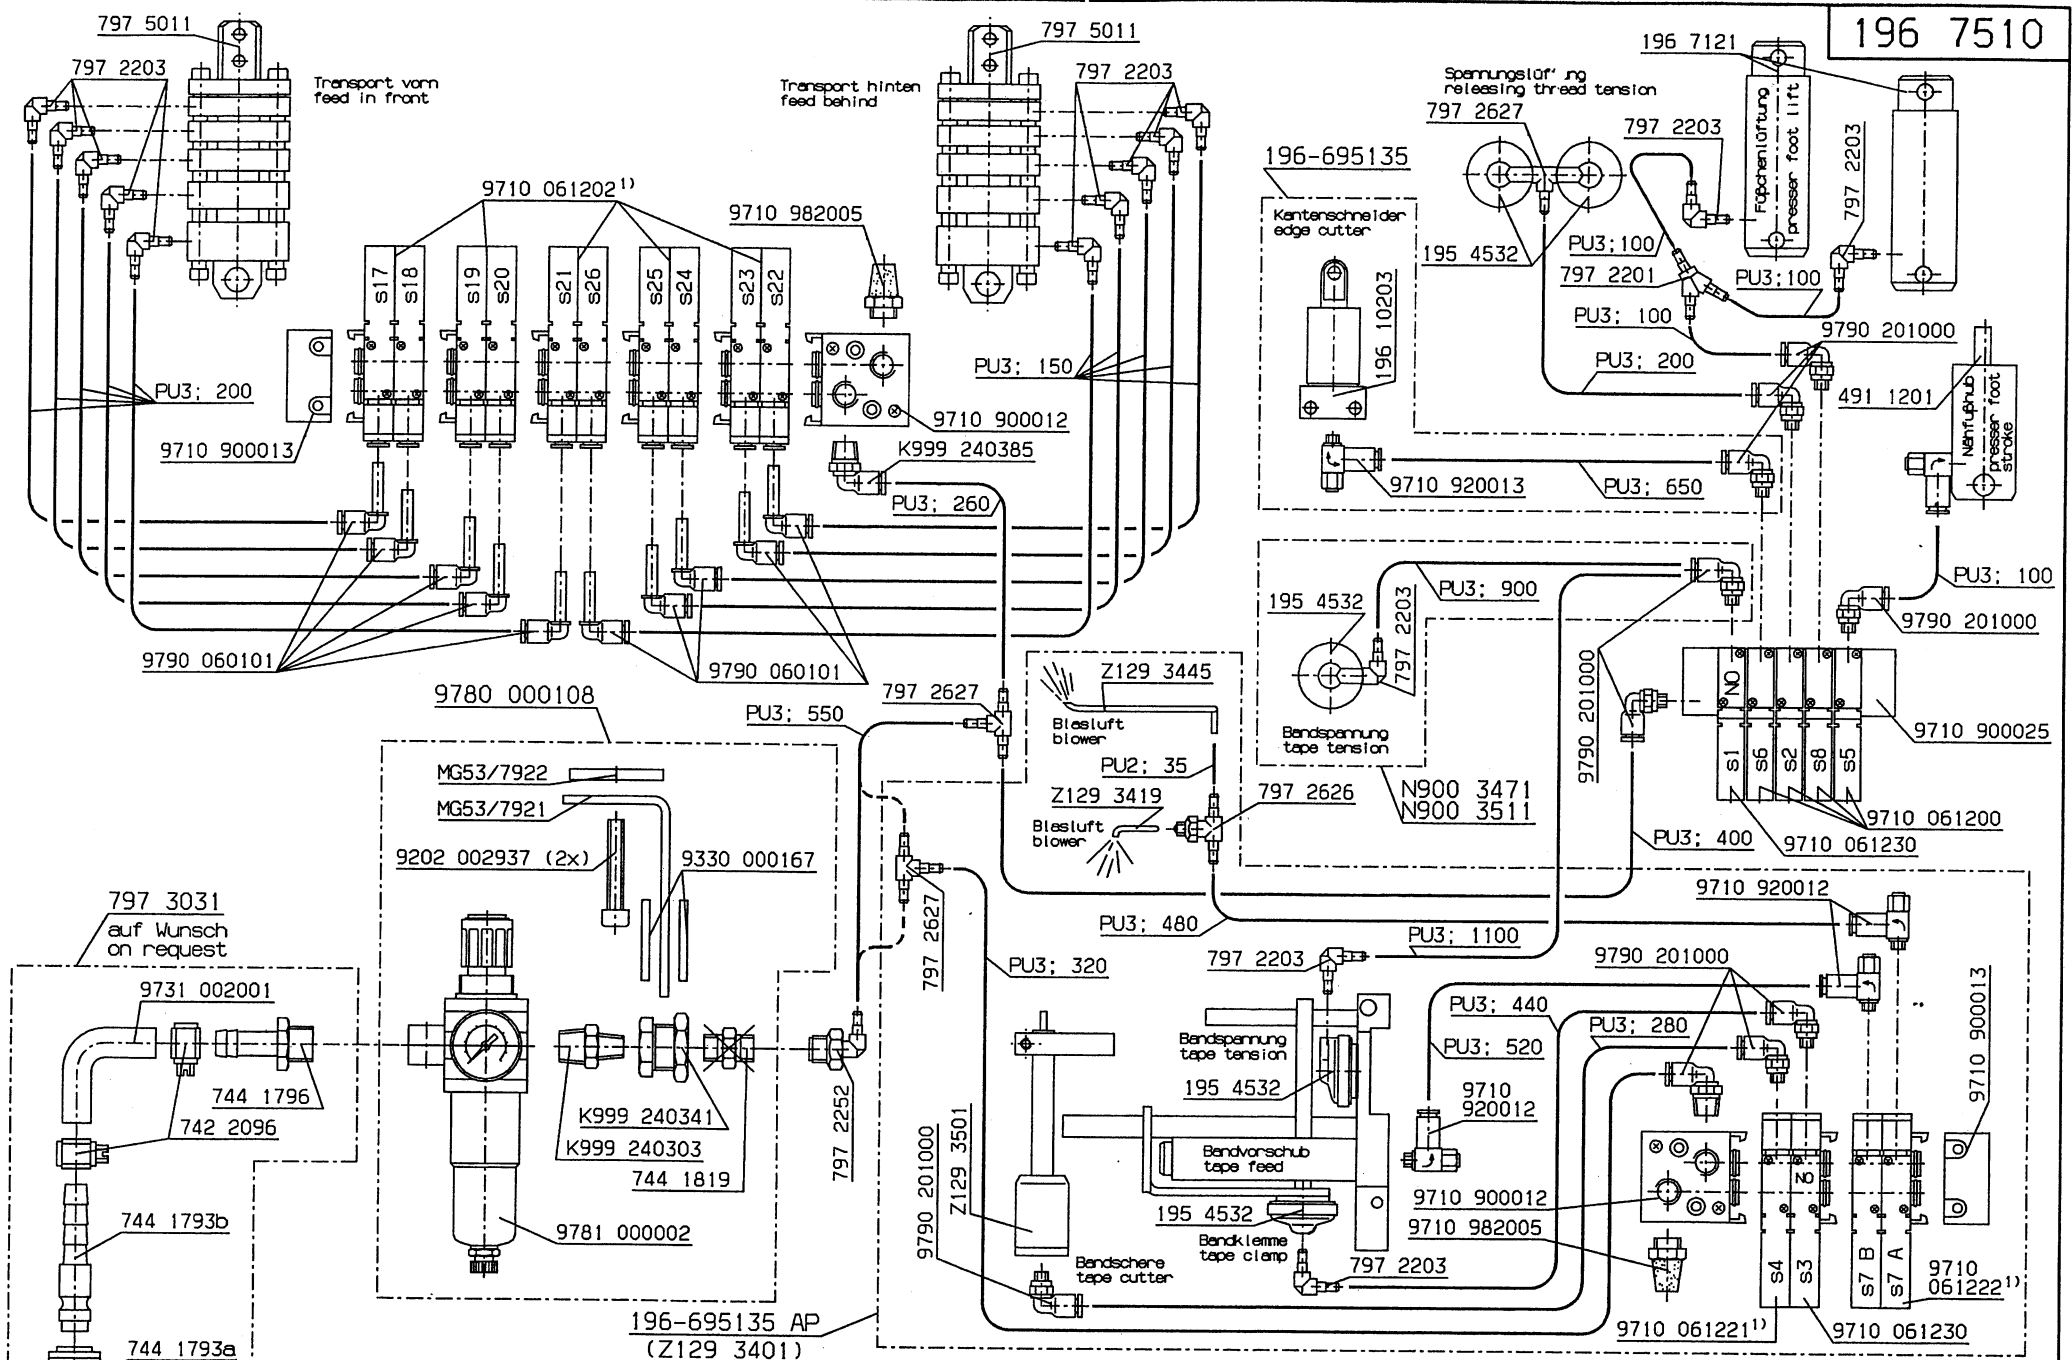 196 7510
797 5011
797 2203
Transport vorn
feed in front
797 5011
797 2203
Transport hinten
feed behind
9710 061202¹⁾
9710 982005
s17
s18
s19
s20
s21
s26
s25
s24
s23
s22
PU3; 200
9710 900013
9710 900012
K999 240385
PU3; 260
PU3; 150
9790 060101
9790 060101
196 7121
releasing thread tension
797 2627
797 2203
Füßchenlüftung
presser foot lift
797 2203
196-695135
Kantenschneider
edge cutter
196 10203
195 4532
PU3; 100
797 2201
PU3; 100
PU3; 100
9790 201000
PU3; 200
491 1201
Nähfußhub
presser foot
stroke
9710 920013
PU3; 650
PU3; 100
9790 201000
PU3; 900
195 4532
797 2203
Bandspannung
tape tension
9790 201000
N900 3471
N900 3511
NO
s1
s6
s2
s8
s5
9710 900025
9710 061200
9710 061230
PU3; 400
9780 000108
PU3; 550
797 2627
Z129 3445
Blasluft
blower
PU2; 35
Z129 3419
Blasluft
blower
797 2626
MG53/7922
MG53/7921
9202 002937 (2x)
9330 000167
797 2627
PU3; 480
PU3; 320
797 3031
auf Wunsch
on request
9731 002001
744 1796
742 2096
744 1793b
744 1793a
K999 240341
K999 240303
744 1819
9781 000002
797 2252
797 2203
PU3; 1100
9710 920012
9790 201000
PU3; 440
PU3; 280
PU3; 520
9710
920012
9710 900013
Bandspannung
tape tension
195 4532
Bandvorschub
tape feed
195 4532
Bandklemme
tape clamp
797 2203
9790 201000
Z129 3501
Bandschere
tape cutter
196-695135 AP
(Z129 3401)
9710 900012
9710 982005
NO
s4
s3
s7 B
s7 A
9710
061222¹⁾
9710 061221¹⁾
9710 061230